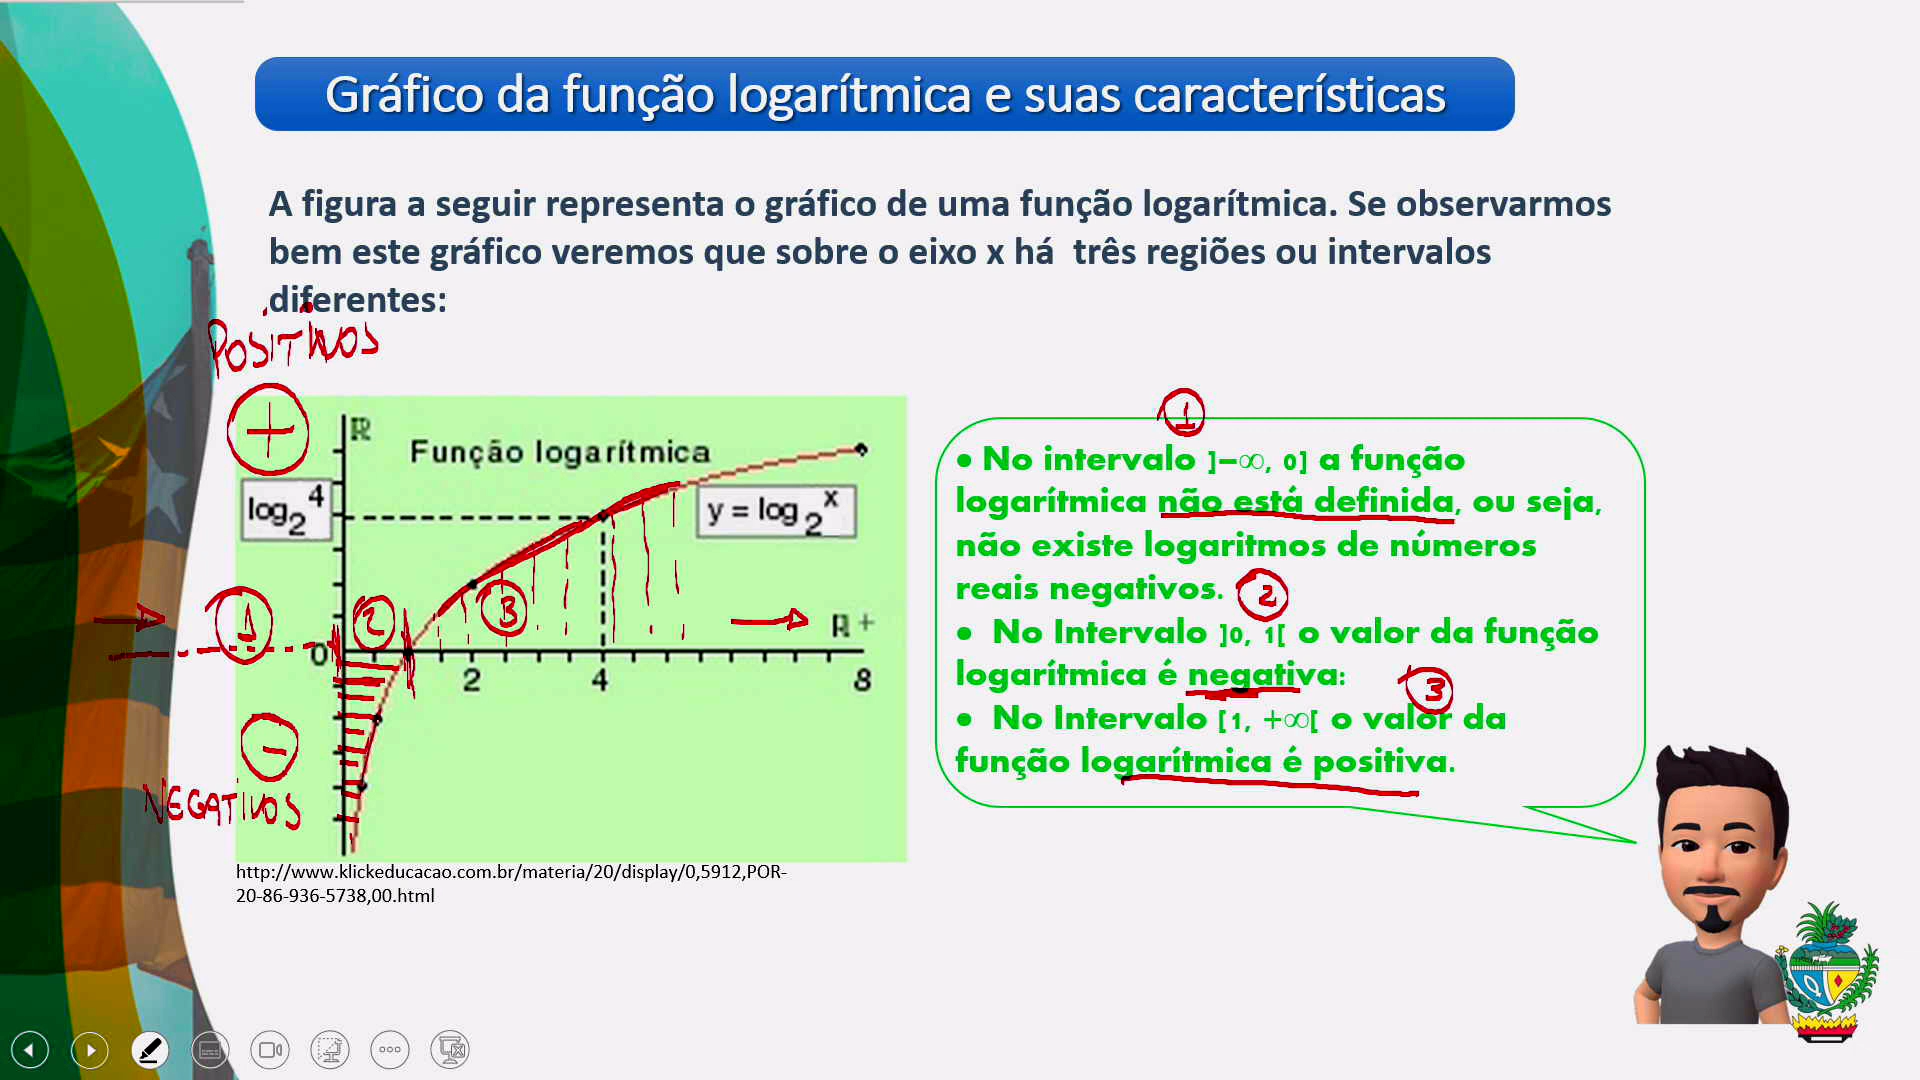 Gráfico da função logarítmica e suas características
A figura a seguir representa o gráfico de uma função logarítmica. Se observarmos
bem este gráfico veremos que sobre o eixo x há  três regiões ou intervalos
diferentes:
POSITIVOS
+
R
Função logarítmica
log₂⁴
y = log₂ˣ
1
2
3
R +
0
2
4
8
-
NEGATIVOS
http://www.klickeducacao.com.br/materia/20/display/0,5912,POR-
20-86-936-5738,00.html
1
• No intervalo ]−∞, 0] a função
logarítmica não está definida, ou seja,
não existe logaritmos de números
reais negativos.
2
• No Intervalo ]0, 1[ o valor da função
logarítmica é negativa:
3
• No Intervalo [1, +∞[ o valor da
função logarítmica é positiva.